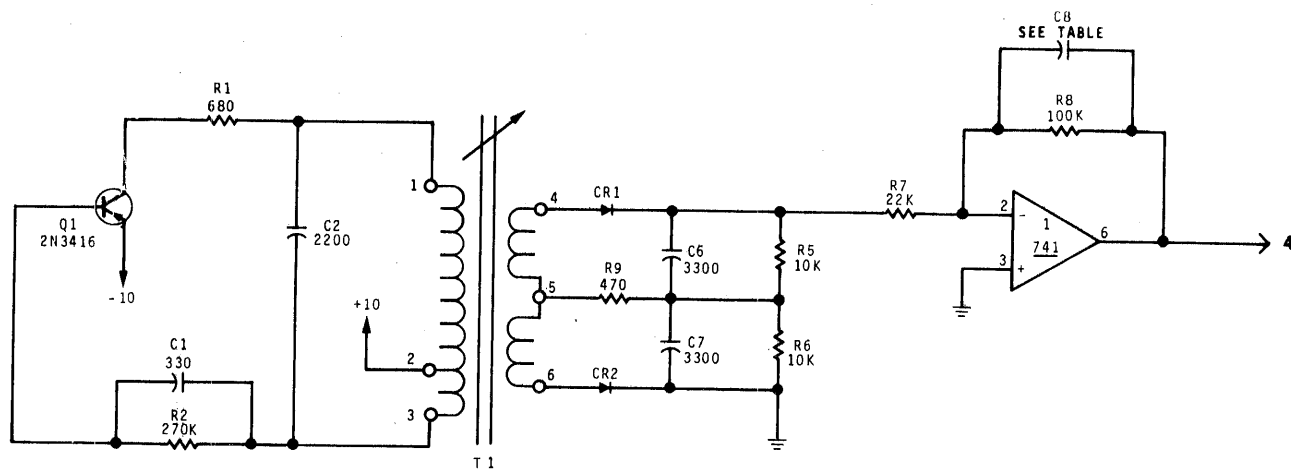 C8
SEE TABLE
R1
680
R8
100K
Q1
2N3416
-10
C2
2200
1
2
3
+10
C1
330
R2
270K
T1
4
5
6
CR1
CR2
R9
470
C6
3300
C7
3300
R5
10K
R6
10K
R7
22K
2
3
-
+
1
741
6
4